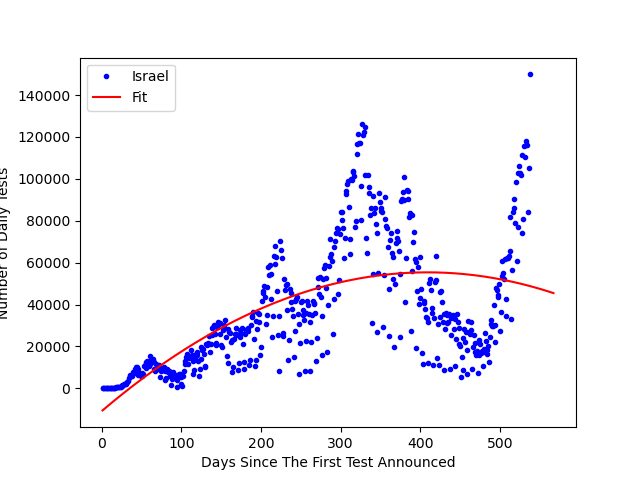 Israel
Fit
140000
120000
100000
80000
60000
40000
20000
0
Number of Daily Tests
0 100 200 300 400 500
Days Since The First Test Announced